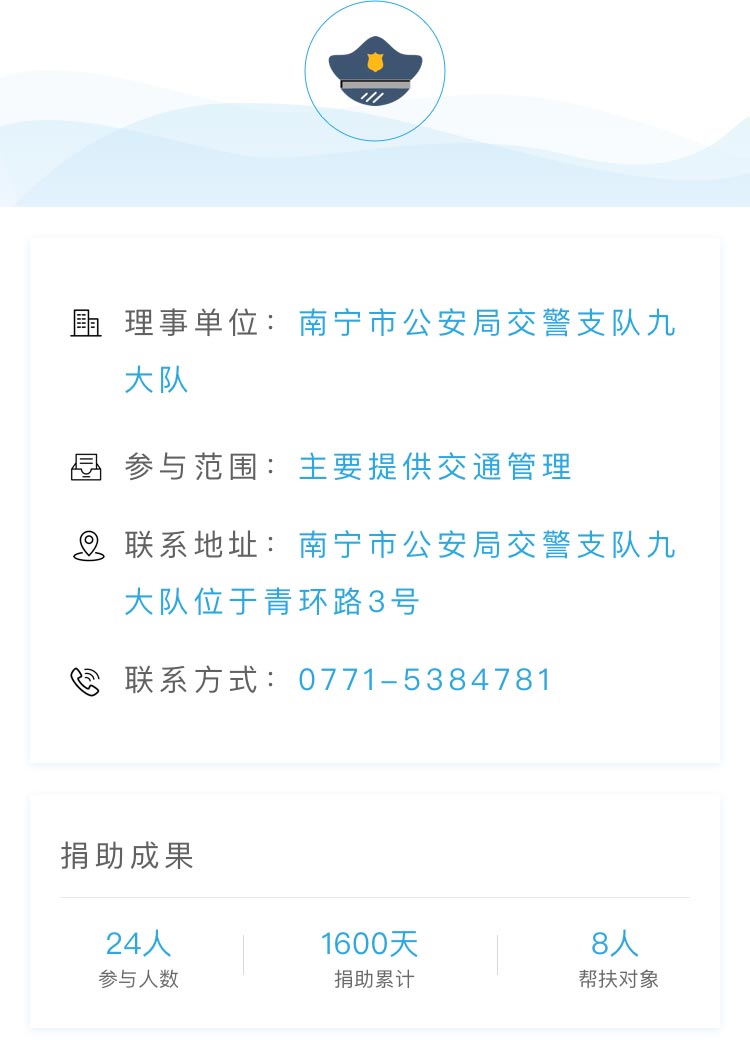 理事单位：南宁市公安局交警支队九
大队
参与范围：主要提供交通管理
联系地址：南宁市公安局交警支队九
大队位于青环路3号
联系方式：0771-5384781
捐助成果
24人 1600天 8人
参与人数 捐助累计 帮扶对象